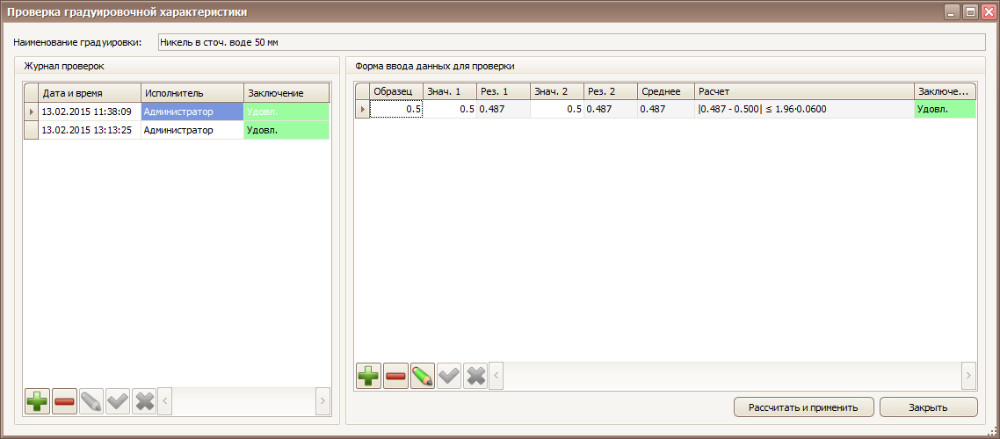 Проверка градуировочной характеристики
Наименование градуировки: Никель в сточ. воде 50 мм
Журнал проверок
Дата и время Исполнитель Заключение
13.02.2015 11:38:09 Администратор Удовл.
13.02.2015 13:13:25 Администратор Удовл.
Форма ввода данных для проверки
Образец Знач. 1 Рез. 1 Знач. 2 Рез. 2 Среднее Расчет Заключе...
0.5 0.5 0.487 0.5 0.487 0.487 |0.487 - 0.500| ≤ 1.96·0.0600 Удовл.
Рассчитать и применить Закрыть